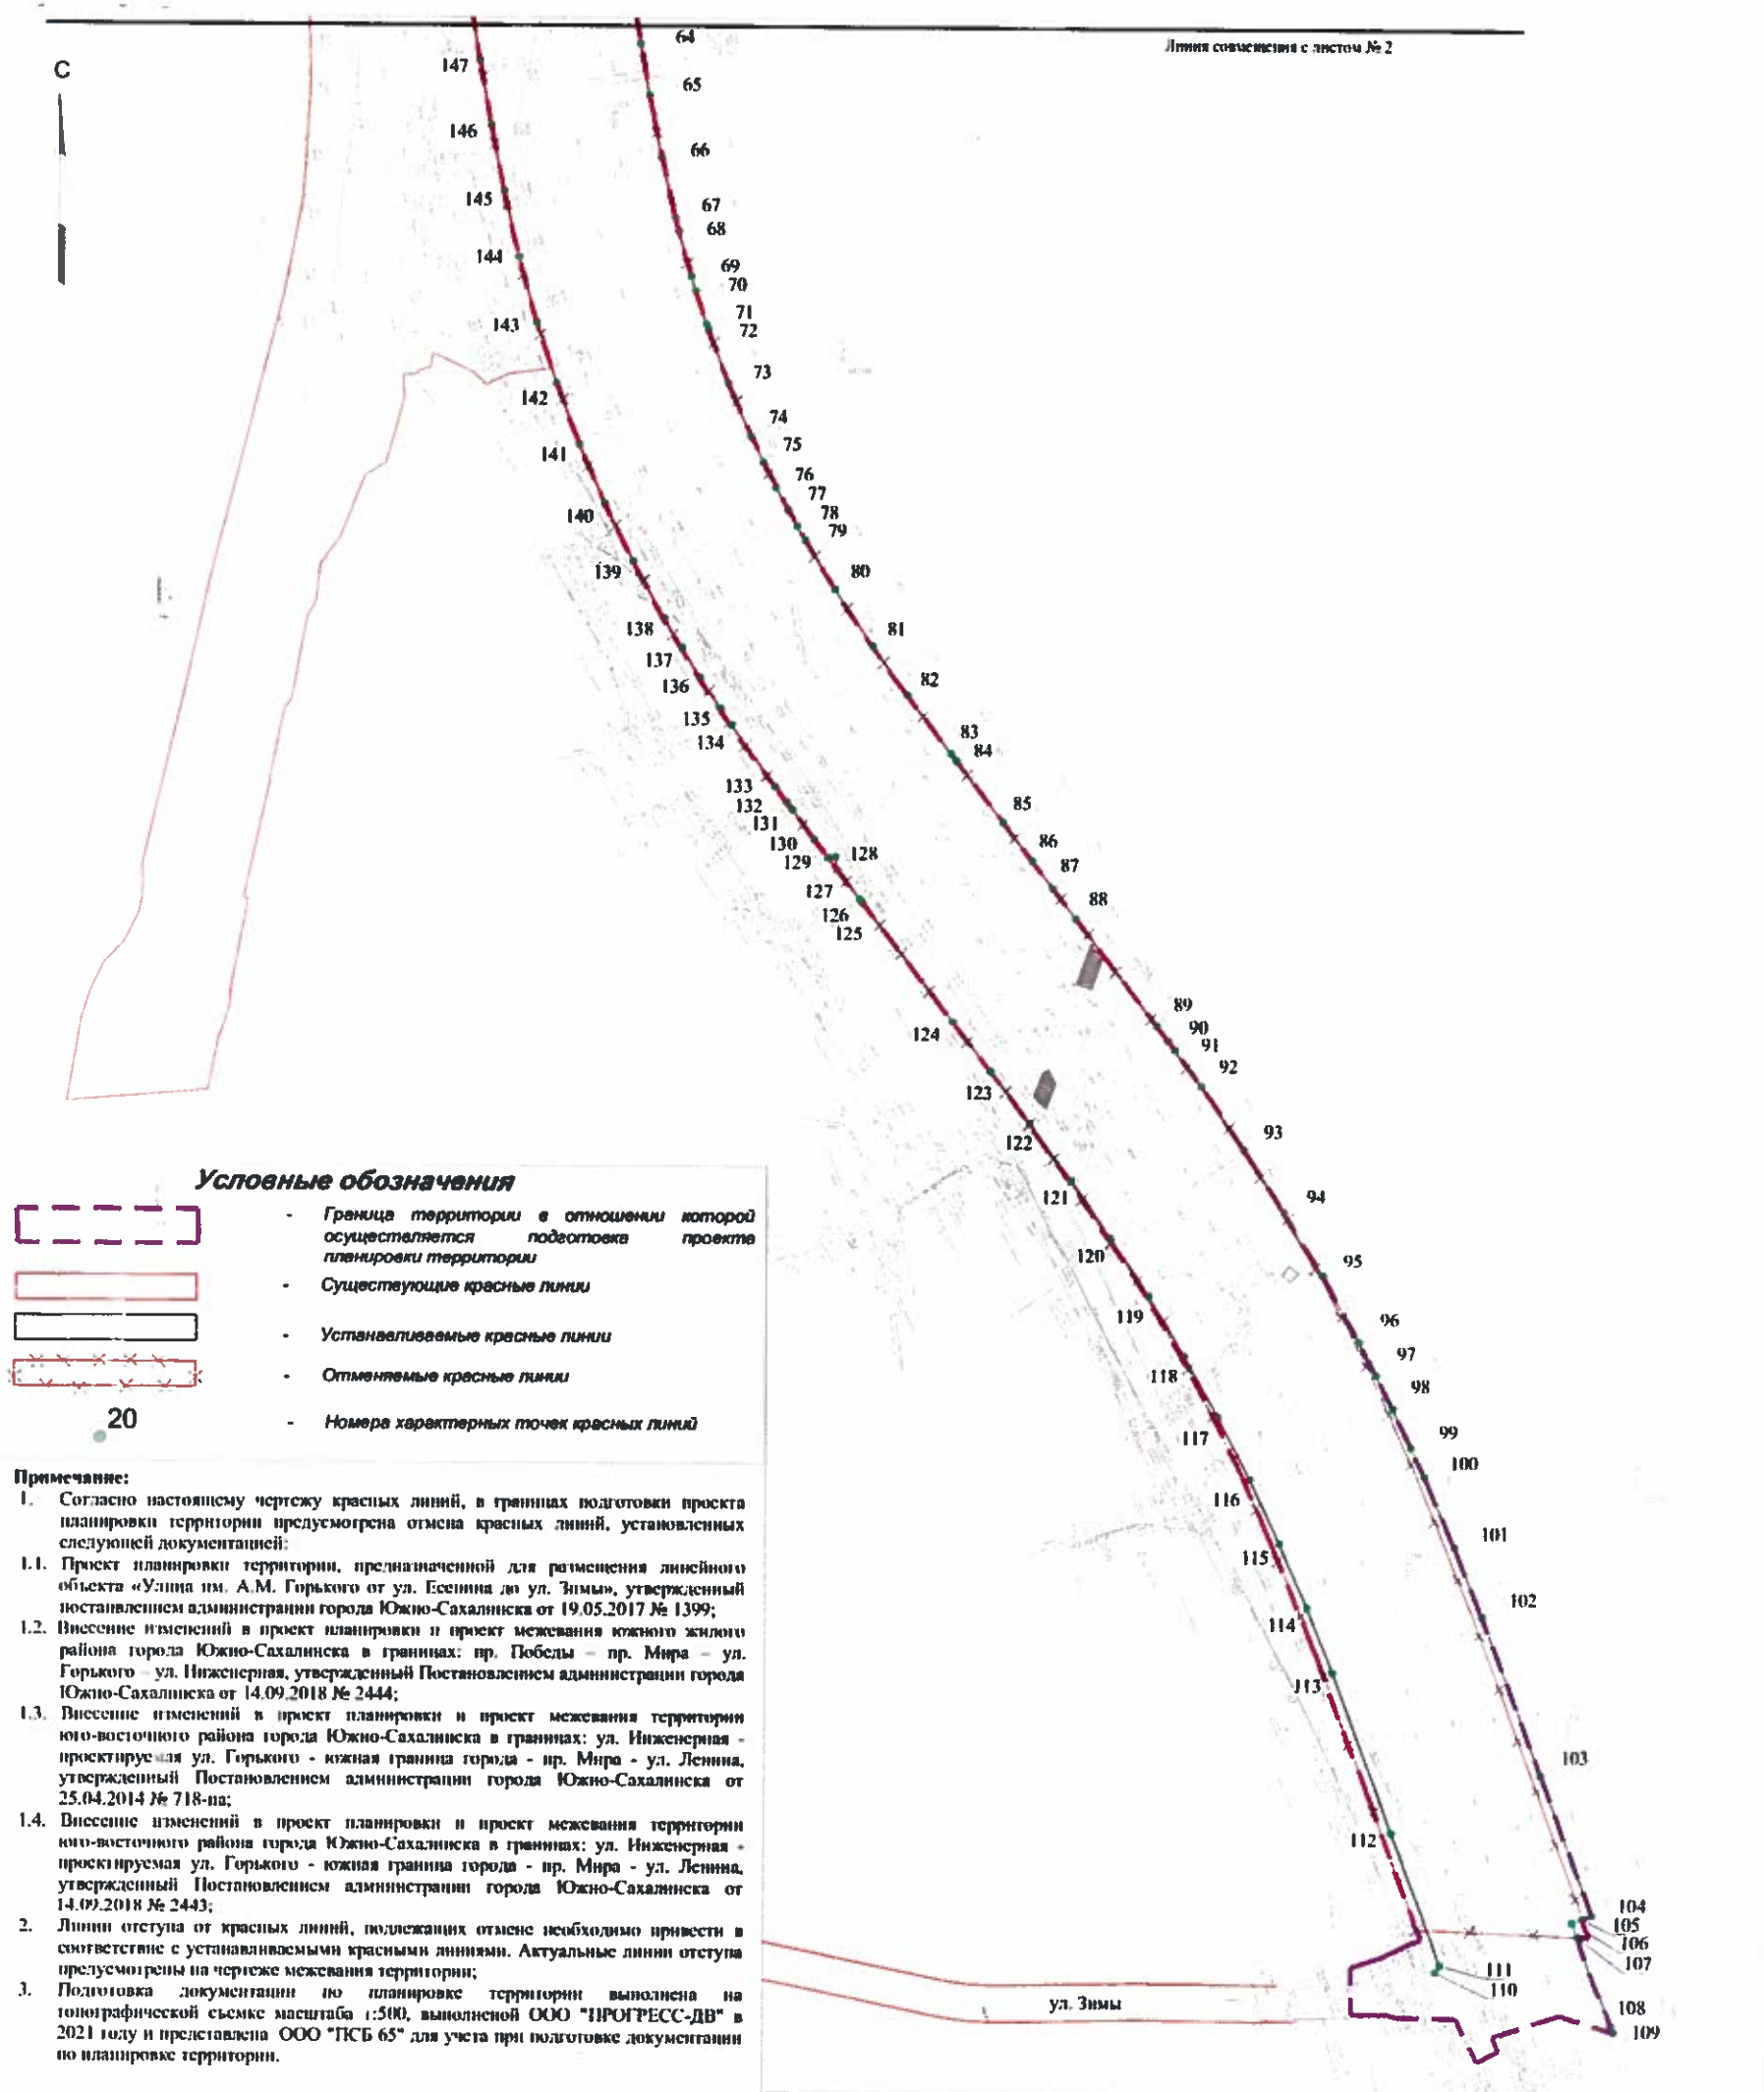 Линия совмещения с листом № 2
С
64
147
65
146
66
145
67
68
144
69
70
71
143
72
73
142
74
141
75
76
140
77
78
79
139
80
138
81
137
136
82
135
134
83
84
133
132
85
131
130
86
129
128
127
87
126
88
125
124
89
90
91
123
92
122
93
121
94
120
95
119
96
118
97
98
117
99
100
116
101
115
102
114
113
103
112
104
105
106
107
111
110
108
109
ул. Зимы
Условные обозначения
- Граница территории в отношении которой
осуществляется подготовка проекта
планировки территории
- Существующие красные линии
- Устанавливаемые красные линии
- Отменяемые красные линии
20 - Номера характерных точек красных линий
Примечание:
1. Согласно настоящему чертежу красных линий, в границах подготовки проекта
планировки территории предусмотрена отмена красных линий, установленных
следующей документацией:
1.1. Проект планировки территории, предназначенной для размещения линейного
объекта «Улица им. А.М. Горького от ул. Есенина до ул. Зимы», утвержденный
постановлением администрации города Южно-Сахалинска от 19.05.2017 № 1399;
1.2. Внесение изменений в проект планировки и проект межевания южного жилого
района города Южно-Сахалинска в границах: пр. Победы – пр. Мира – ул.
Горького – ул. Инженерная, утвержденный Постановлением администрации города
Южно-Сахалинска от 14.09.2018 № 2444;
1.3. Внесение изменений в проект планировки и проект межевания территории
юго-восточного района города Южно-Сахалинска в границах: ул. Инженерная -
проектируемая ул. Горького - южная граница города - пр. Мира - ул. Ленина,
утвержденный Постановлением администрации города Южно-Сахалинска от
25.04.2014 № 718-па;
1.4. Внесение изменений в проект планировки и проект межевания территории
юго-восточного района города Южно-Сахалинска в границах: ул. Инженерная -
проектируемая ул. Горького - южная граница города - пр. Мира - ул. Ленина,
утвержденный Постановлением администрации города Южно-Сахалинска от
14.09.2018 № 2443;
2. Линии отступа от красных линий, подлежащих отмене необходимо привести в
соответствие с устанавливаемыми красными линиями. Актуальные линии отступа
предусмотрены на чертеже межевания территории;
3. Подготовка документации по планировке территории выполнена на
топографической съемке масштаба 1:500, выполненой ООО "ПРОГРЕСС-ДВ" в
2021 году и представлена ООО "ПСБ 65" для учета при подготовке документации
по планировке территории.